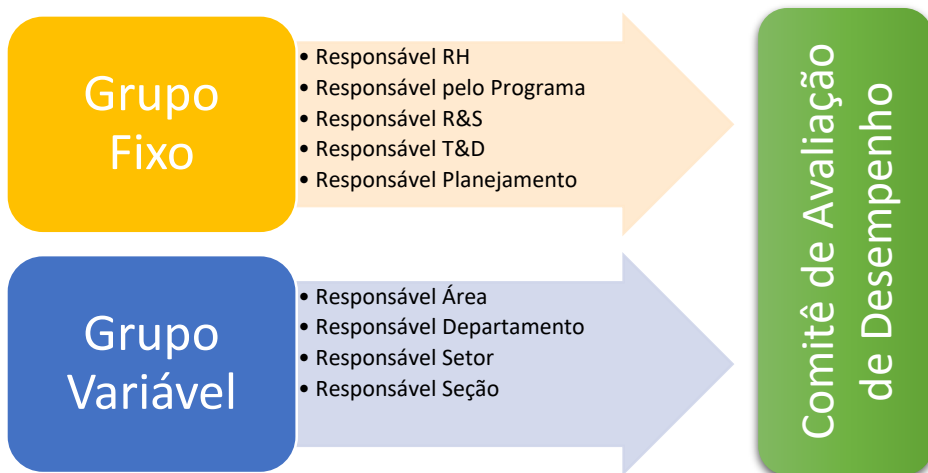 Grupo
Fixo
• Responsável RH
• Responsável pelo Programa
• Responsável R&S
• Responsável T&D
• Responsável Planejamento
Grupo
Variável
• Responsável Área
• Responsável Departamento
• Responsável Setor
• Responsável Seção
Comitê de Avaliação
de Desempenho